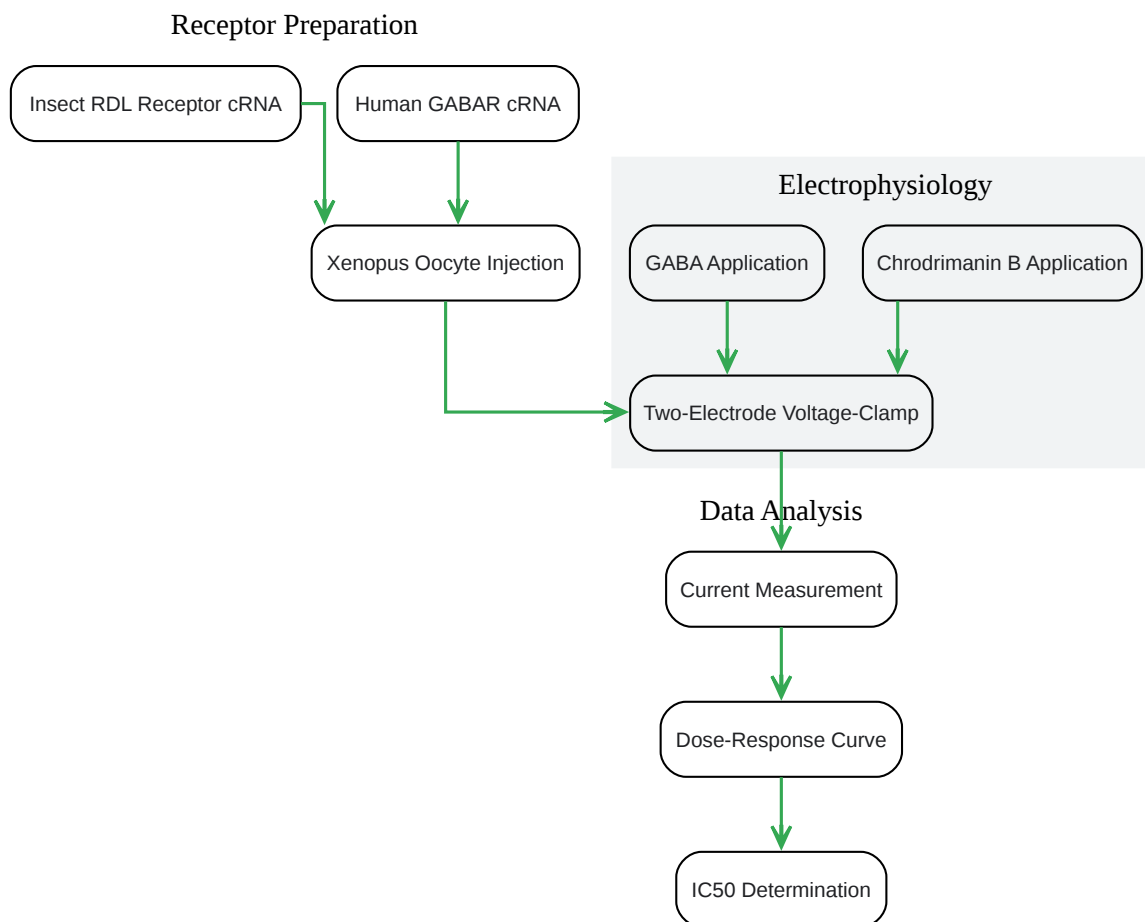 Receptor Preparation
Insect RDL Receptor cRNA
Human GABAR cRNA
Xenopus Oocyte Injection
Electrophysiology
GABA Application
Chrodrimanin B Application
Two-Electrode Voltage-Clamp
Data Analysis
Current Measurement
Dose-Response Curve
IC50 Determination